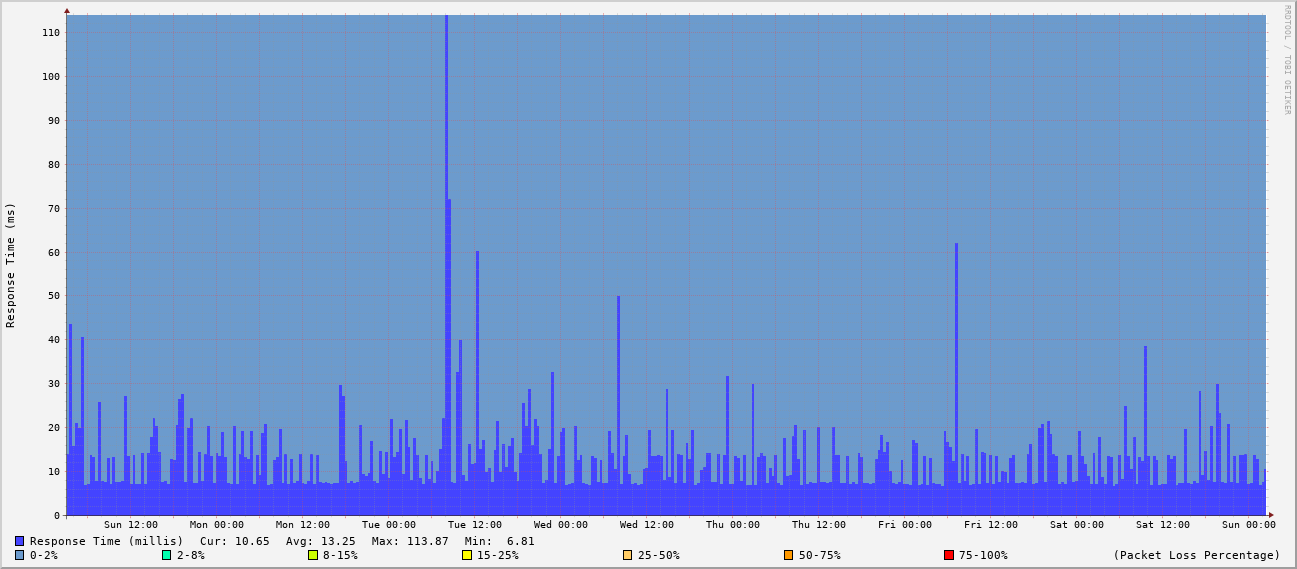 RRDTOOL / TOBI OETIKER
Response Time (ms)
110
100
90
80
70
60
50
40
30
20
10
0
Sun 12:00 Mon 00:00 Mon 12:00 Tue 00:00 Tue 12:00 Wed 00:00 Wed 12:00 Thu 00:00 Thu 12:00 Fri 00:00 Fri 12:00 Sat 00:00 Sat 12:00 Sun 00:00
Response Time (millis) Cur: 10.65 Avg: 13.25 Max: 113.87 Min: 6.81
0-2% 2-8% 8-15% 15-25% 25-50% 50-75% 75-100% (Packet Loss Percentage)